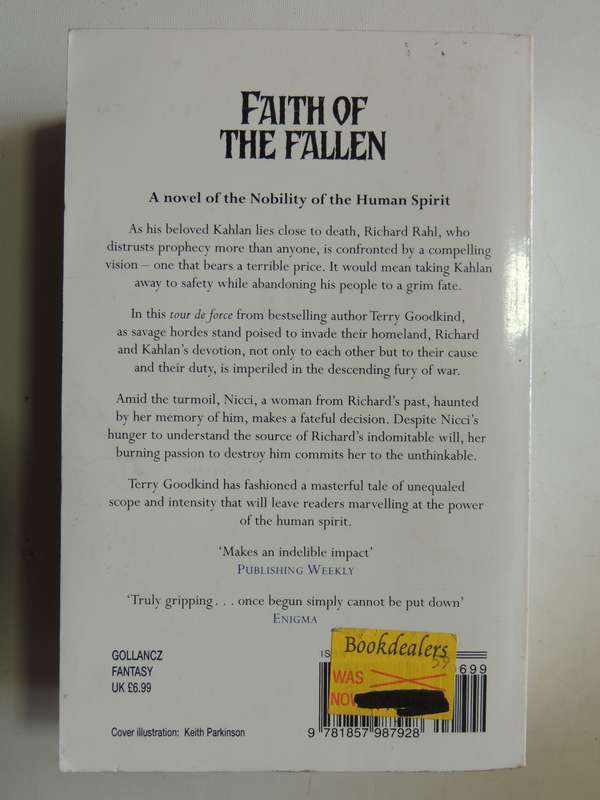 FAITH OF
THE FALLEN
A novel of the Nobility of the Human Spirit
As his beloved Kahlan lies close to death, Richard Rahl, who
distrusts prophecy more than anyone, is confronted by a compelling
vision – one that bears a terrible price. It would mean taking Kahlan
away to safety while abandoning his people to a grim fate.
In this tour de force from bestselling author Terry Goodkind,
as savage hordes stand poised to invade their homeland, Richard
and Kahlan's devotion, not only to each other but to their cause
and their duty, is imperiled in the descending fury of war.
Amid the turmoil, Nicci, a woman from Richard's past, haunted
by her memory of him, makes a fateful decision. Despite Nicci's
hunger to understand the source of Richard's indomitable will, her
burning passion to destroy him commits her to the unthinkable.
Terry Goodkind has fashioned a masterful tale of unequaled
scope and intensity that will leave readers marvelling at the power
of the human spirit.
'Makes an indelible impact'
PUBLISHING WEEKLY
'Truly gripping . . . once begun simply cannot be put down'
ENIGMA
GOLLANCZ
FANTASY
UK £6.99
Cover illustration: Keith Parkinson
IS
Bookdealers
59
WAS
NOW
0699
9 781857 987928